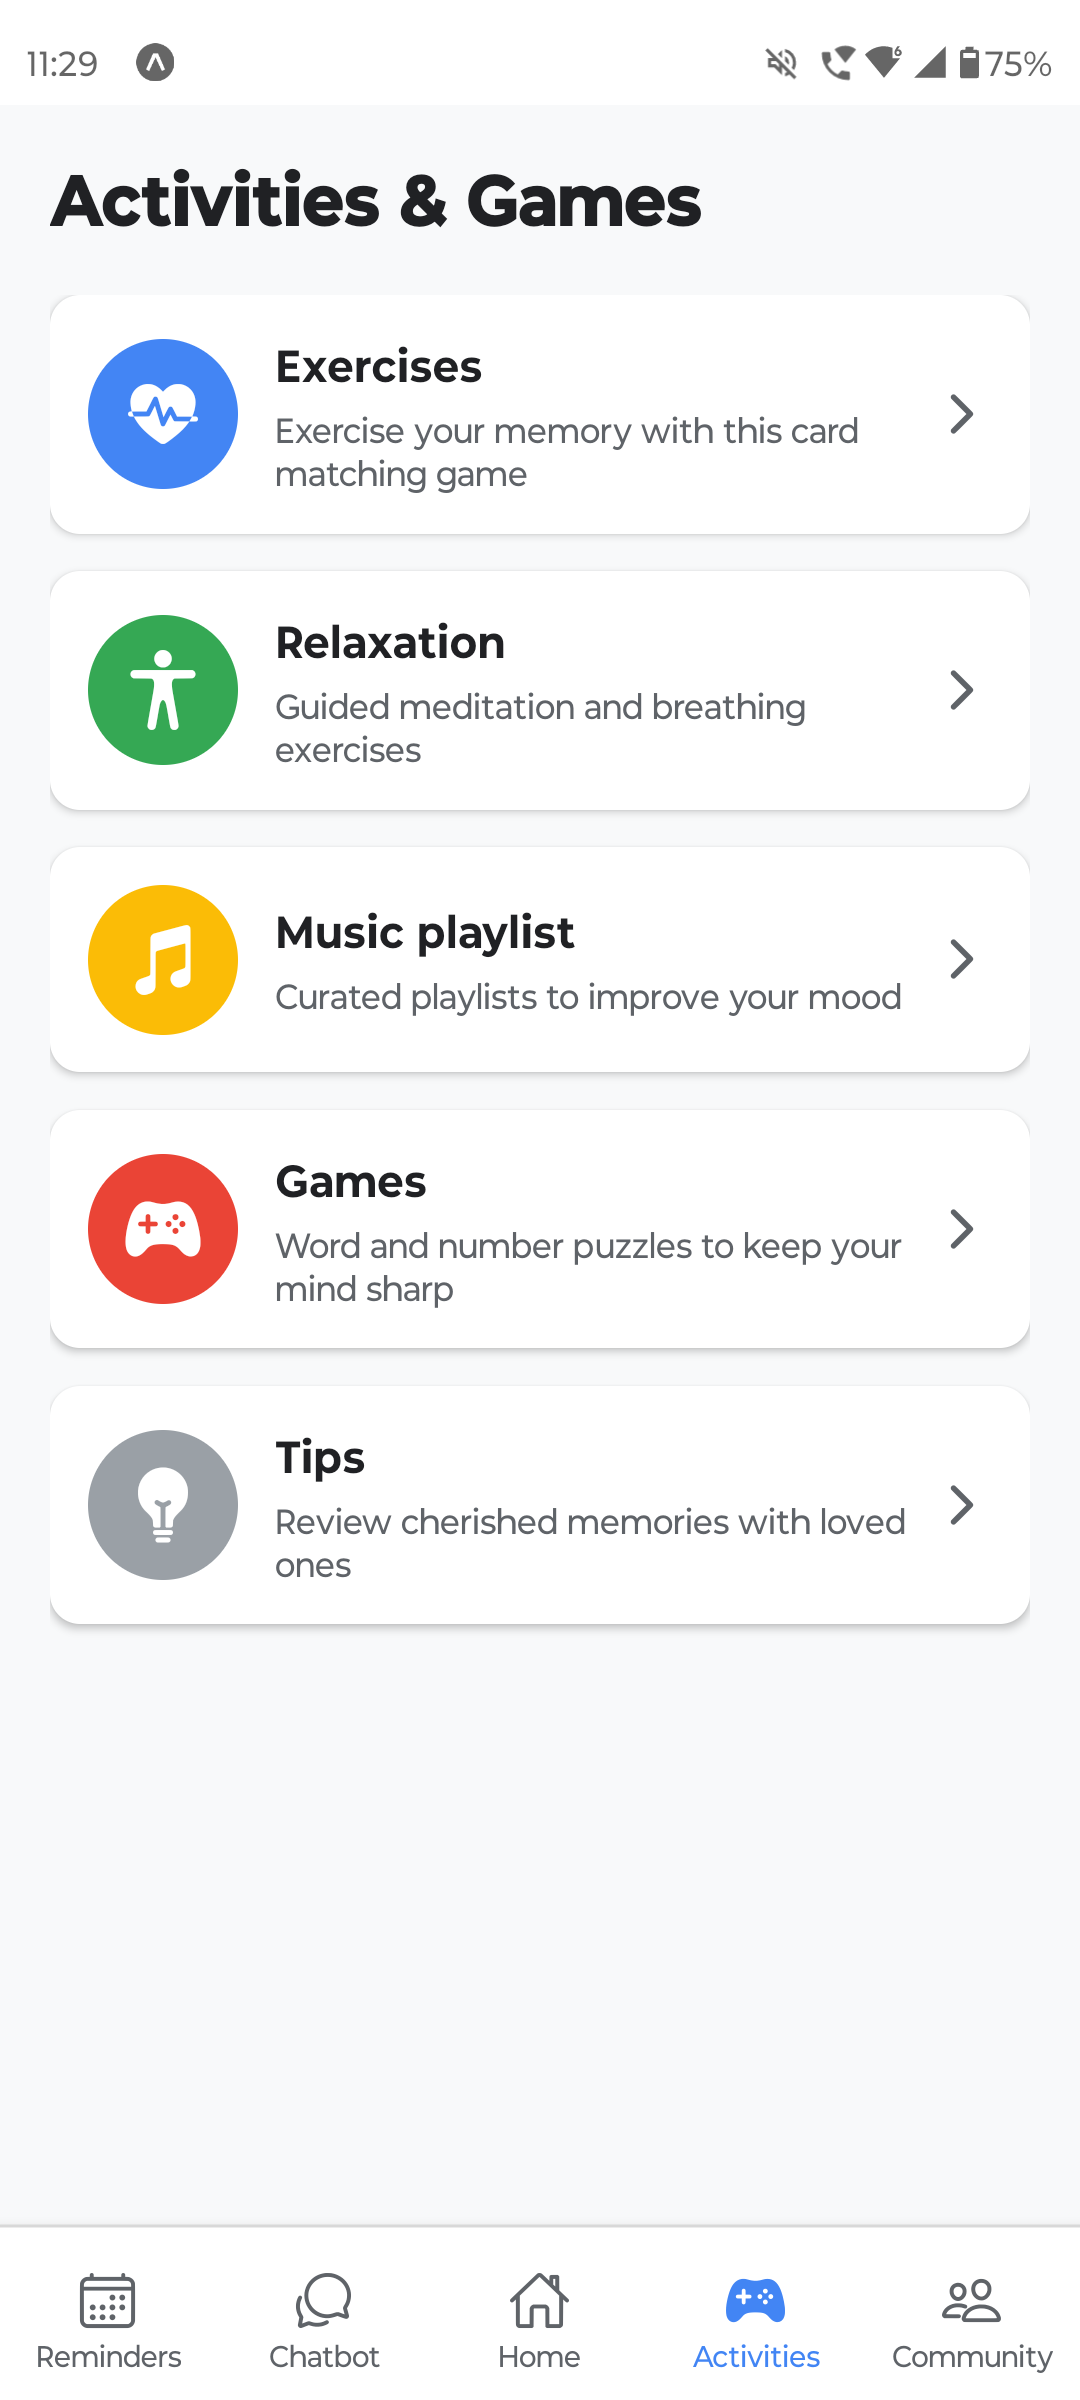 11:29
6
75%
Activities & Games
Exercises
Exercise your memory with this card
matching game
Relaxation
Guided meditation and breathing
exercises
Music playlist
Curated playlists to improve your mood
Games
Word and number puzzles to keep your
mind sharp
Tips
Review cherished memories with loved
ones
Reminders
Chatbot
Home
Activities
Community